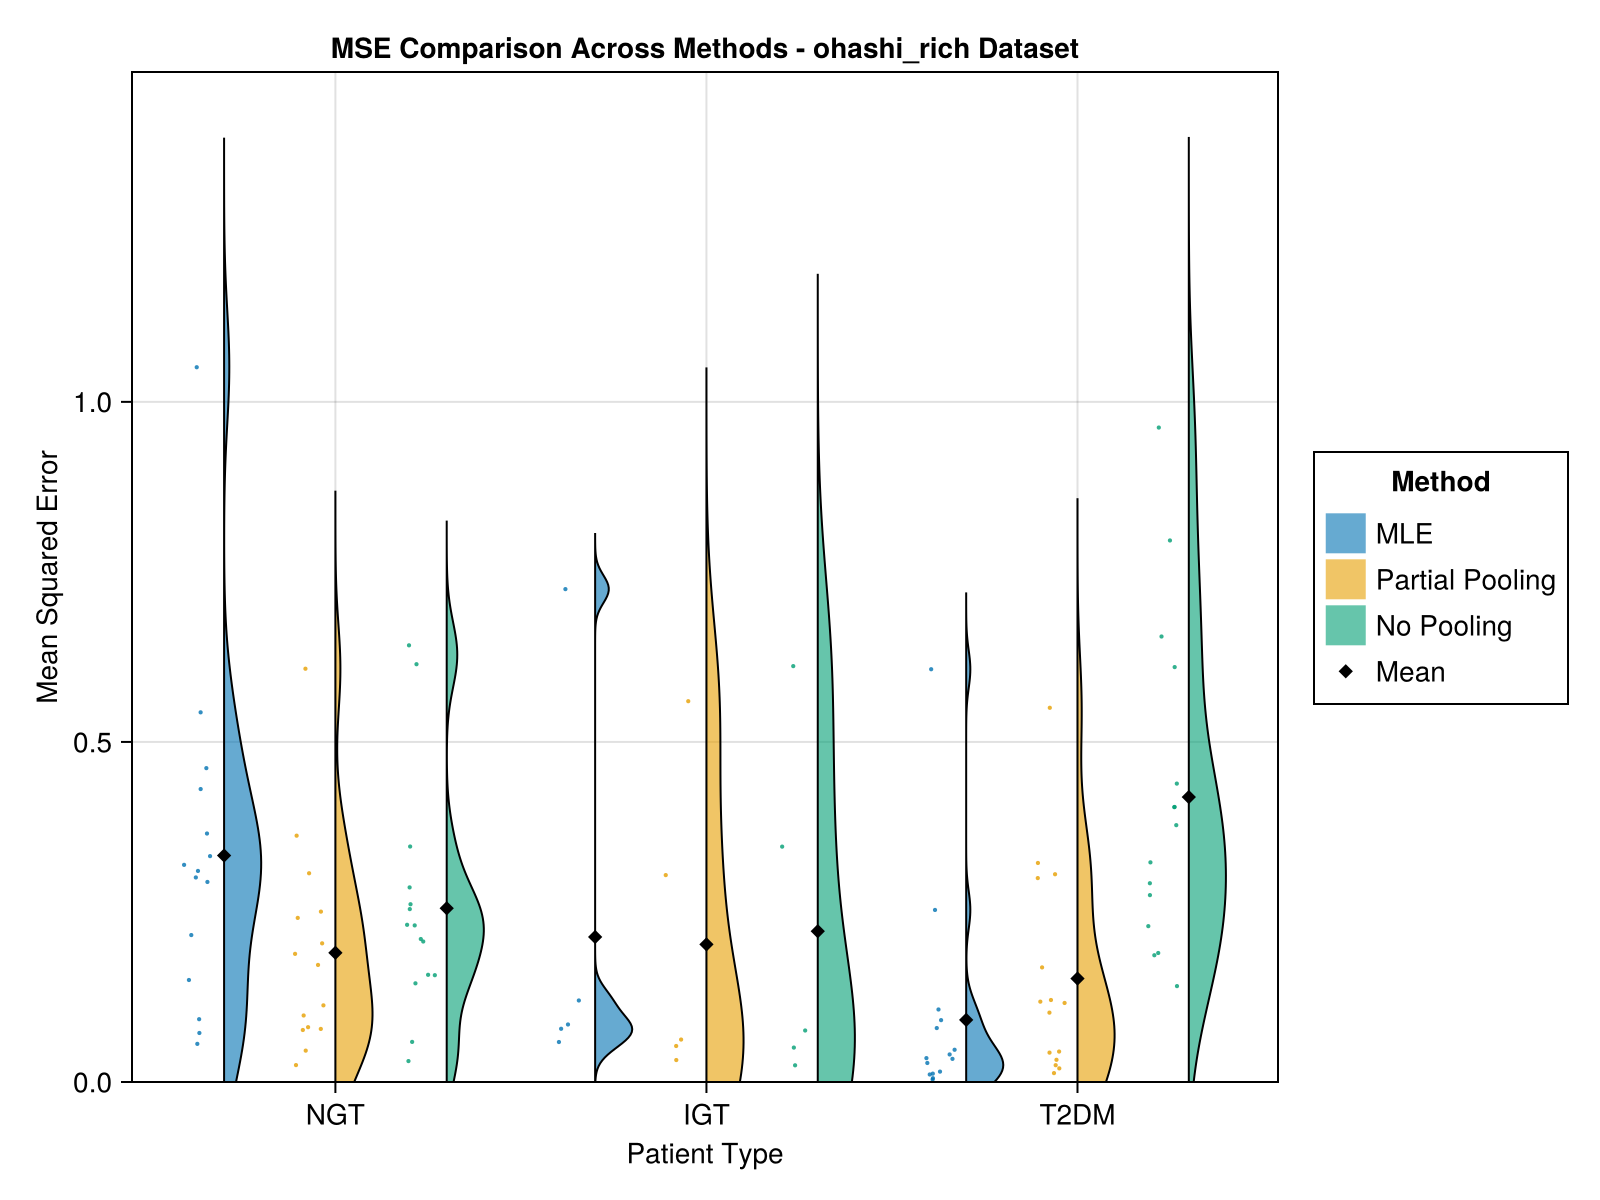 MSE Comparison Across Methods - ohashi_rich Dataset
Mean Squared Error
1.0
0.5
0.0
NGT
IGT
T2DM
Patient Type
Method
MLE
Partial Pooling
No Pooling
Mean